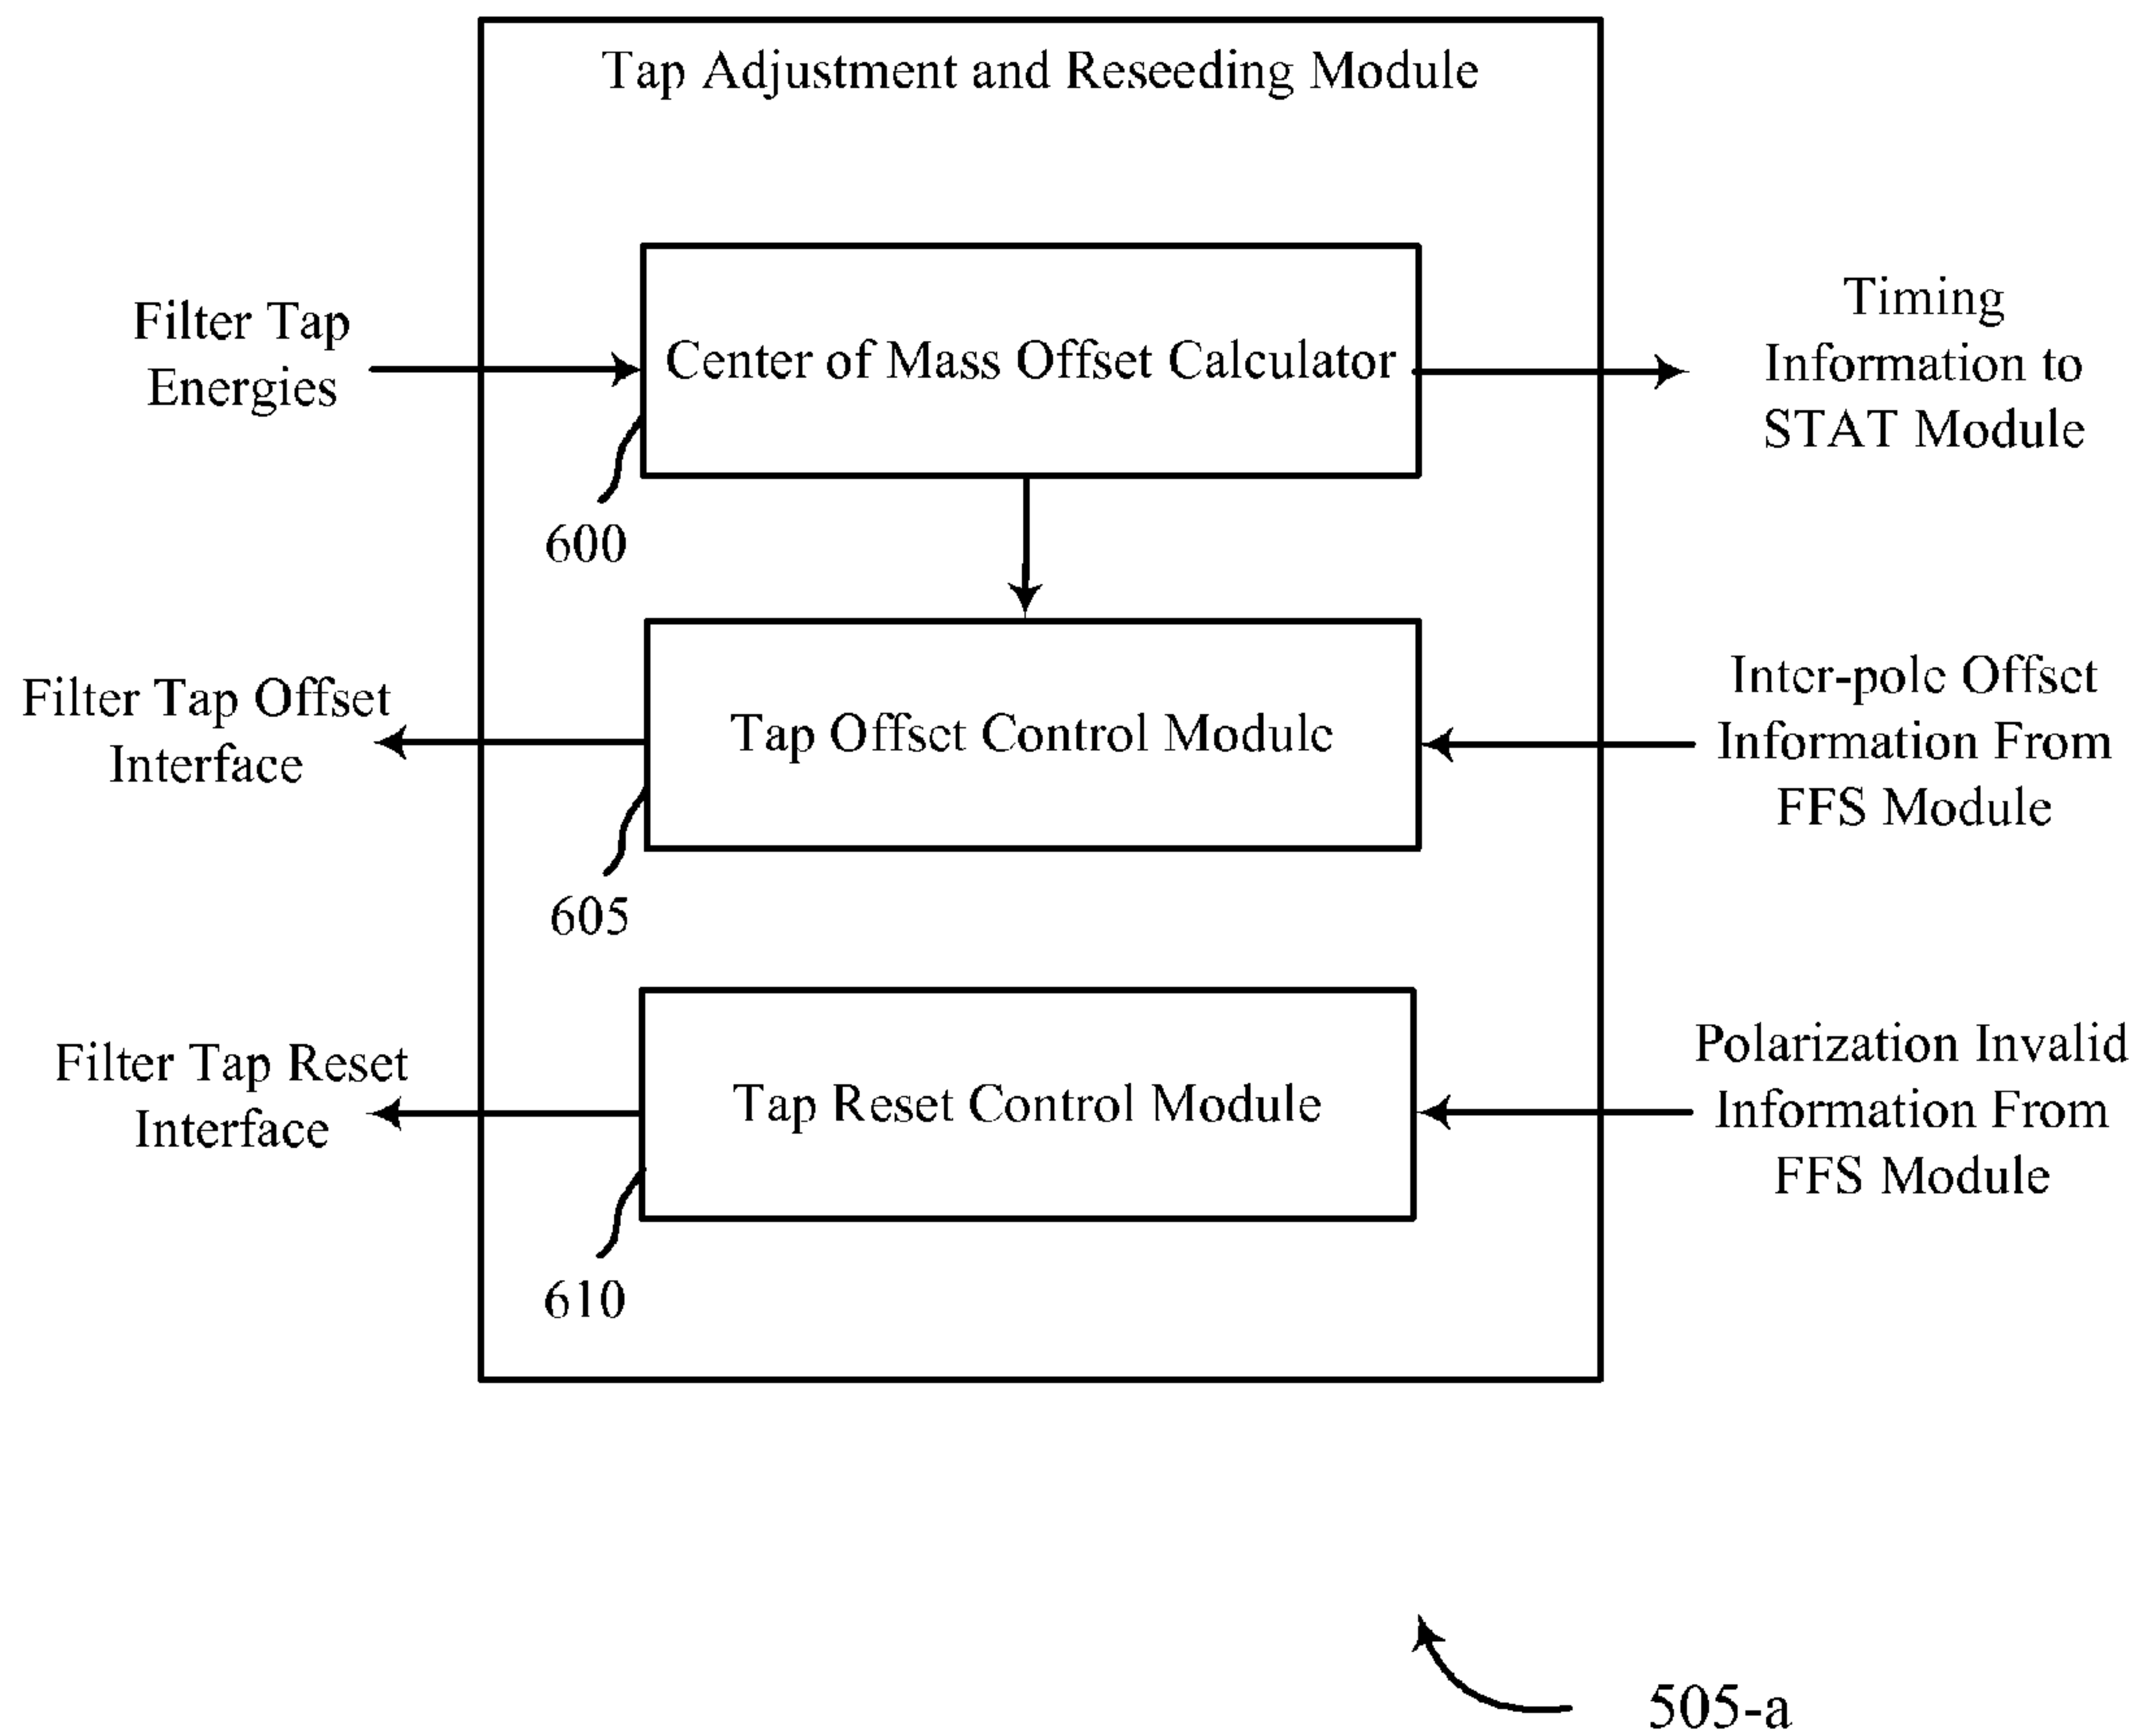 Tap Adjustment and Reseeding Module
Filter Tap
Energies
Center of Mass Offset Calculator
Timing
Information to
STAT Module
600
Filter Tap Offset
Interface
Tap Offset Control Module
Inter-pole Offset
Information From
FFS Module
605
Filter Tap Reset
Interface
Tap Reset Control Module
Polarization Invalid
Information From
FFS Module
610
505-a